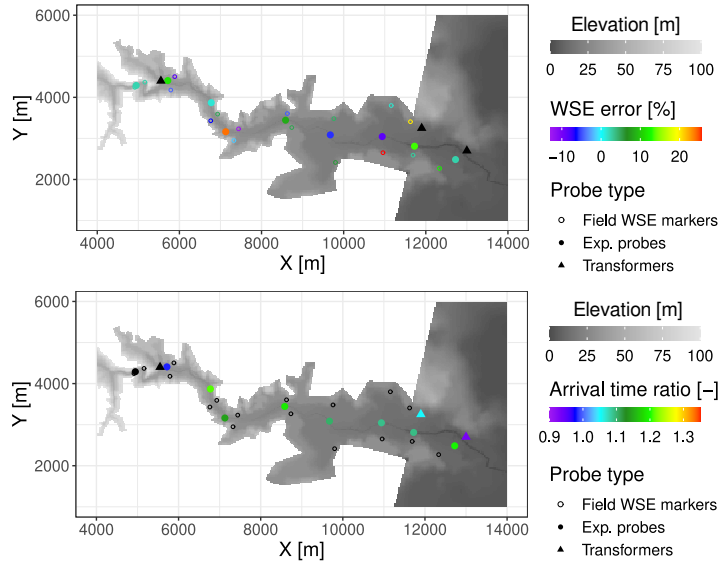 6000
4000
2000
Y [m]
4000 6000 8000 10000 12000 14000
X [m]
Elevation [m]
0 25 50 75 100
WSE error [%]
−10 0 10 20
Probe type
Field WSE markers
Exp. probes
Transformers
6000
4000
2000
Y [m]
4000 6000 8000 10000 12000 14000
X [m]
Elevation [m]
0 25 50 75 100
Arrival time ratio [−]
0.9 1.0 1.1 1.2 1.3
Probe type
Field WSE markers
Exp. probes
Transformers